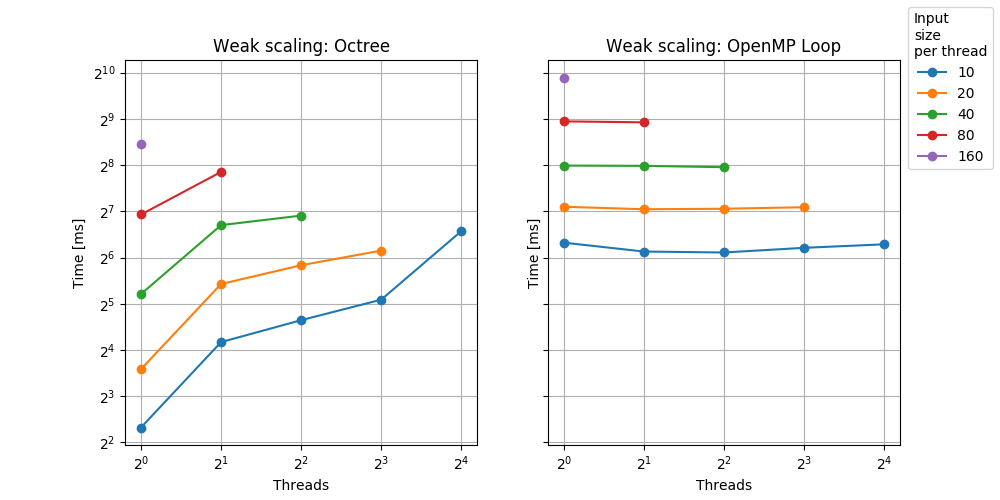 Weak scaling: Octree
Time [ms]
2^10
2^9
2^8
2^7
2^6
2^5
2^4
2^3
2^2
2^0 2^1 2^2 2^3 2^4
Threads
Weak scaling: OpenMP Loop
Time [ms]
2^0 2^1 2^2 2^3 2^4
Threads
Input
size
per thread
10
20
40
80
160